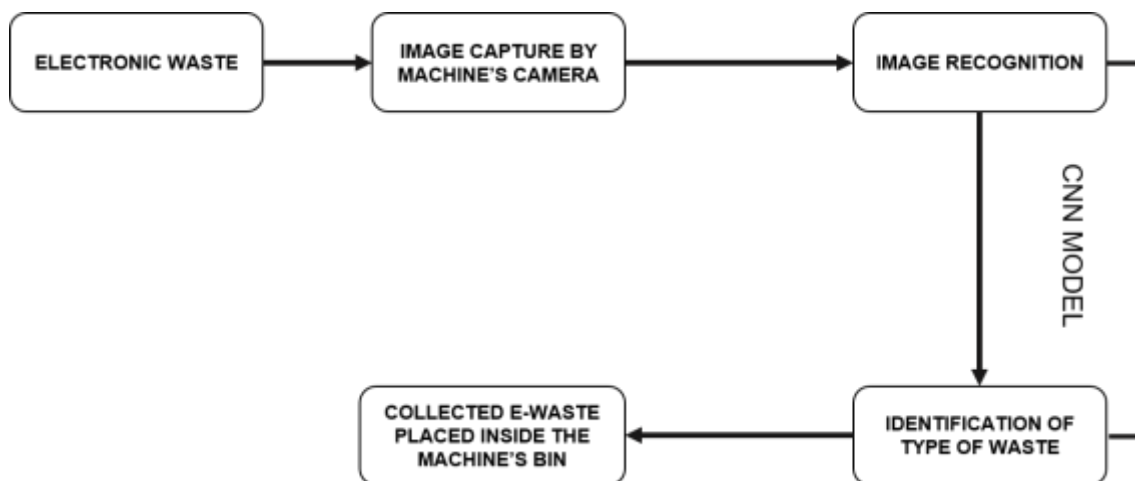 ELECTRONIC WASTE
IMAGE CAPTURE BY
MACHINE'S CAMERA
IMAGE RECOGNITION
CNN MODEL
IDENTIFICATION OF
TYPE OF WASTE
COLLECTED E-WASTE
PLACED INSIDE THE
MACHINE'S BIN